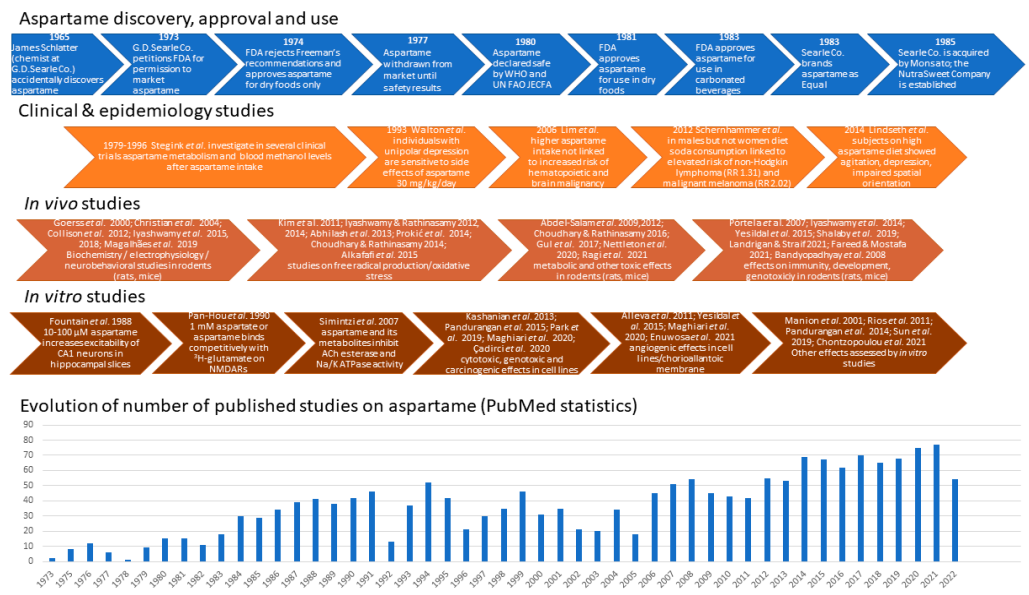 Aspartame discovery, approval and use
1965
James Schlatter
(chemist at
G.D.Searle Co.)
accidentally discovers
aspartame
1973
G.D.Searle Co.
petitions FDA for
permission to
market
aspartame
1974
FDA rejects Freeman's
recommendations and
approves aspartame
for dry foods only
1977
Aspartame
withdrawn from
market until
safety results
1980
Aspartame
declared safe
by WHO and
UN FAO JECFA
1981
FDA
approves
aspartame
for use in dry
foods
1983
FDA approves
aspartame for
use in
carbonated
beverages
1983
Searle Co.
brands
aspartame as
Equal
1985
Searle Co. is acquired
by Monsato; the
NutraSweet Company
is established
Clinical & epidemiology studies
1979-1996 Stegink et al. investigate in several clinical
trials aspartame metabolism and blood methanol levels
after aspartame intake
1993 Walton et al.
individuals with
unipolar depression
are sensitive to side
effects of aspartame
30 mg/kg/day
2006 Lim et al.
higher aspartame
intake not linked
to increased risk of
hematopoietic and
brain malignancy
2012 Schernhammer et al.
in males but not women diet
soda consumption linked to
elevated risk of non-Hodgkin
lymphoma (RR 1.31) and
malignant melanoma (RR 2.02)
2014 Lindseth et al.
subjects on high
aspartame diet showed
agitation, depression,
impaired spatial
orientation
In vivo studies
Goerss et al. 2000; Christian et al. 2004;
Collison et al. 2012; Iyashwamy et al. 2015,
2018; Magalhães et al. 2019
Biochemistry / electrophysiology /
neurobehavioral studies in rodents
(rats, mice)
Kim et al. 2011; Iyashwamy & Rathinasamy 2012,
2014; Abhilash et al. 2013; Prokić et al. 2014;
Choudhary & Rathinasamy 2014;
Alkafafi et al. 2015
studies on free radical production/oxidative
stress
Abdel-Salam et al. 2009,2012;
Choudhary & Rathinasamy 2016;
Gul et al. 2017; Nettleton et al.
2020; Ragi et al. 2021
metabolic and other toxic effects
in rodents (rats, mice)
Portela et al. 2007; Iyashwamy et al. 2014;
Yesildal et al. 2015; Shalaby et al. 2019;
Landrigan & Straif 2021; Fareed & Mostafa
2021; Bandyopadhyay et al. 2008
effects on immunity, development,
genotoxicity in rodents (rats, mice)
In vitro studies
Fountain et al. 1988
10-100 μM aspartame
increases excitability of
CA1 neurons in
hippocampal slices
Pan-Hou et al. 1990
1 mM aspartate or
aspartame binds
competitively with
³H-glutamate on
NMDARs
Simintzi et al. 2007
aspartame and its
metabolites inhibit
ACh esterase and
Na/K ATPase activity
Kashanian et al. 2013;
Pandurangan et al. 2015; Park et
al. 2019; Maghiari et al. 2020;
Çadirci et al. 2020
cytotoxic, genotoxic and
carcinogenic effects in cell lines
Alleva et al. 2011; Yesildal et
al. 2015; Maghiari et al.
2020; Enuwosa et al. 2021
angiogenic effects in cell
lines/chorioallantoic
membrane
Manion et al. 2001; Rios et al. 2011;
Pandurangan et al. 2014; Sun et al.
2019; Chontzopoulou et al. 2021
Other effects assessed by in vitro
studies
Evolution of number of published studies on aspartame (PubMed statistics)
90
80
70
60
50
40
30
20
10
0
1973
1975
1976
1977
1978
1979
1980
1981
1982
1983
1984
1985
1986
1987
1988
1989
1990
1991
1992
1993
1994
1995
1996
1997
1998
1999
2000
2001
2002
2003
2004
2005
2006
2007
2008
2009
2010
2011
2012
2013
2014
2015
2016
2017
2018
2019
2020
2021
2022